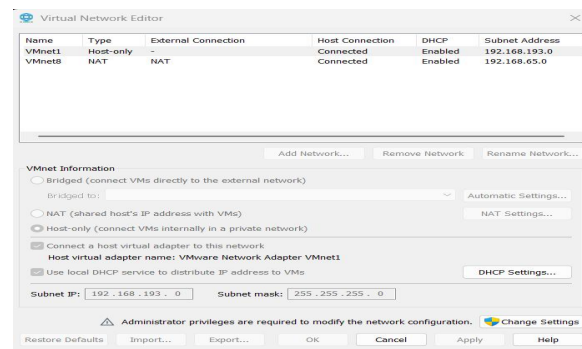 Virtual Network Editor
Name Type External Connection Host Connection DHCP Subnet Address
VMnet1 Host-only - Connected Enabled 192.168.193.0
VMnet8 NAT NAT Connected Enabled 192.168.65.0
Add Network... Remove Network Rename Network...
VMnet Information
Bridged (connect VMs directly to the external network)
Bridged to: Automatic Settings...
NAT (shared host's IP address with VMs) NAT Settings...
Host-only (connect VMs internally in a private network)
Connect a host virtual adapter to this network
Host virtual adapter name: VMware Network Adapter VMnet1
Use local DHCP service to distribute IP address to VMs DHCP Settings...
Subnet IP: 192 . 168 . 193 . 0 Subnet mask: 255 . 255 . 255 . 0
Administrator privileges are required to modify the network configuration. Change Settings
Restore Defaults Import... Export... OK Cancel Apply Help